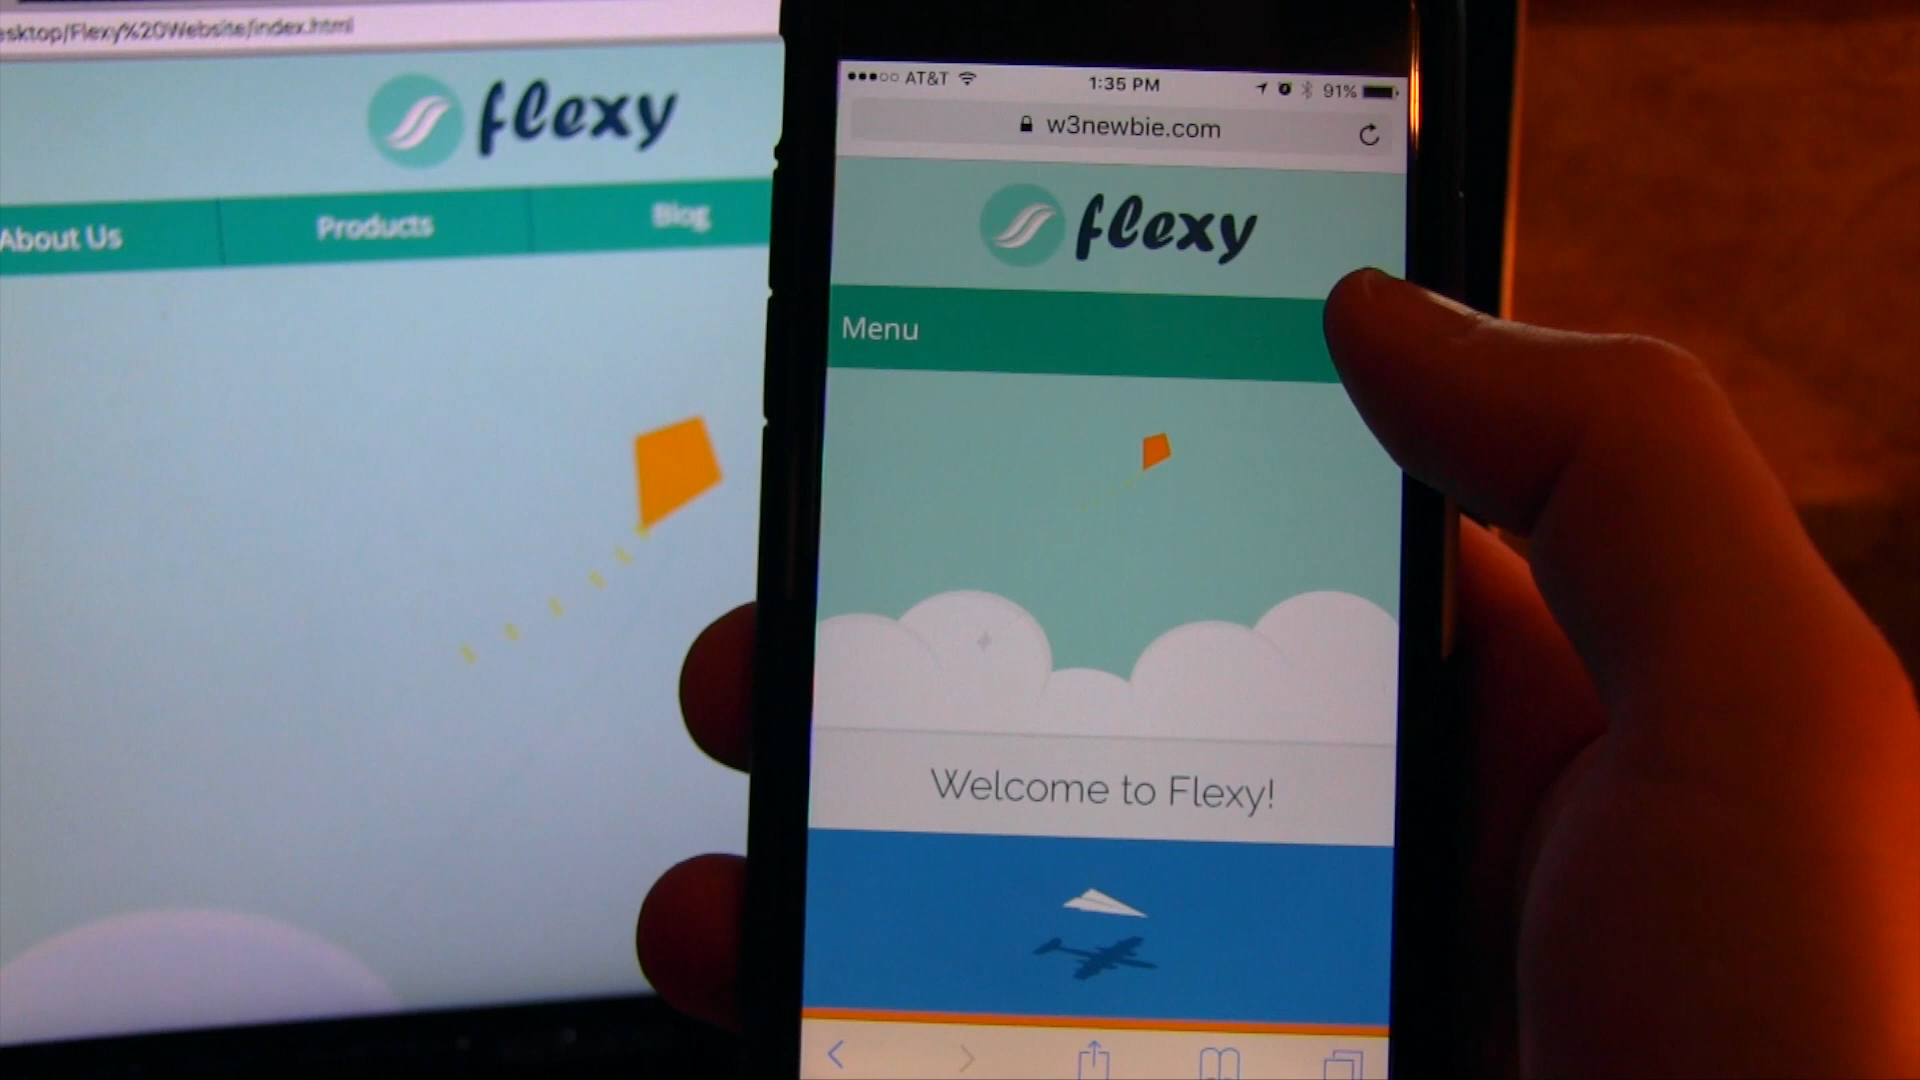 esktop/Flexy%20Website/index.html
flexy
About Us
Products
Blog
AT&T
1:35 PM
91%
w3newbie.com
flexy
Menu
Welcome to Flexy!